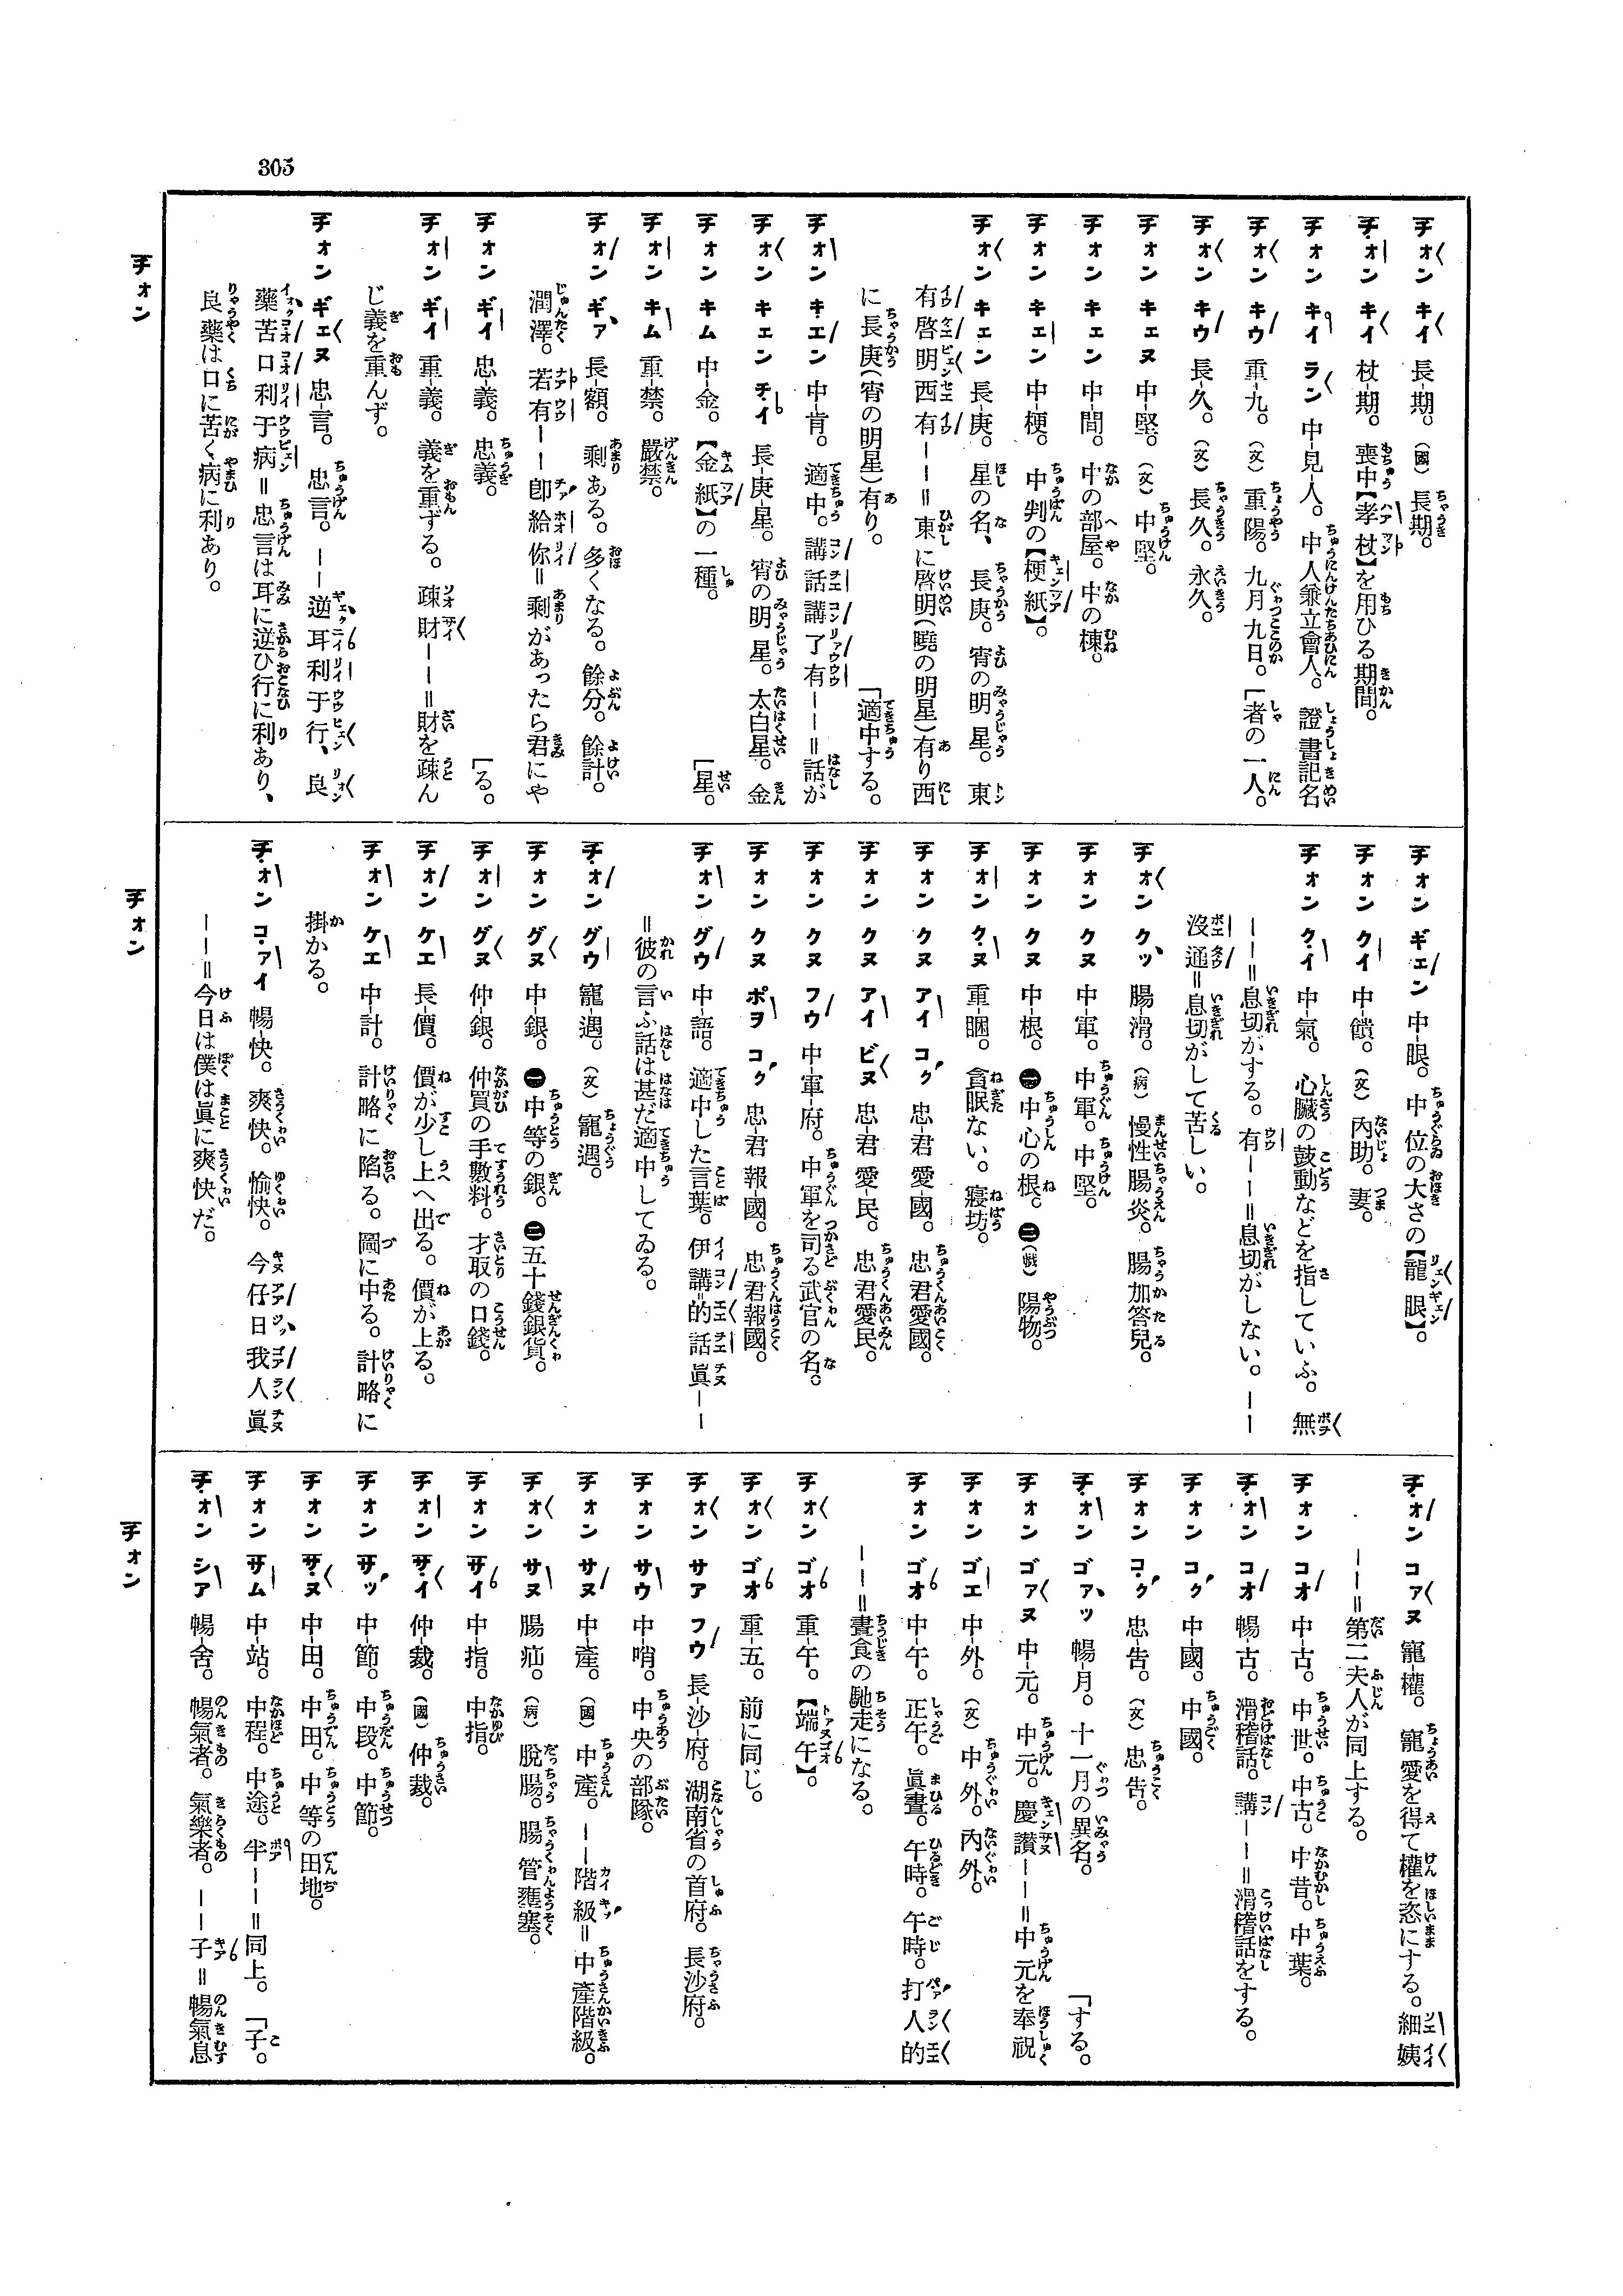 305
チオン
チオン キイ 長-期。(國)長期。
チオン キイ 杖-期。喪中【孝杖】を用ひる期間。
チオン キイ ラン 中-見-人。中人兼立會人。證書記名
「者の一人。
チオン キウ 重-九。(文)重陽。九月九日。
チオン キウ 長-久。(文)長久。永久。
チオン キエヌ 中-堅。(文)中堅。
チオン キエン 中-間。中の部屋。中の棟。
チオン キエン 中-梗。中判の【梗紙】。
チオン キエン 長-庚。星の名、長庚。宵の明星。東
有啓明西有――=東に啓明(曉の明星)有り西
に長庚(宵の明星)有り。
「適中する。
チオン キエン 中-肯。適中。講話講了有――=話が
チオン キエン チイ 長-庚-星。宵の明星。太白星。金
「星。
チオン キム 中-金。【金紙】の一種。
チオン キム 重-禁。嚴禁。
チオン ギア 長-額。剩ある。多くなる。餘分。餘計。
潤澤。若有――卽給你=剩があったら君にや
「る。
チオン ギイ 忠-義。忠義。
チオン ギイ 重-義。義を重ずる。疎財――=財を疎ん
じ義を重んず。
チオン ギエヌ 忠-言。忠言。――逆耳利于行、良
藥苦口利于病=忠言は耳に逆ひ行に利あり、
良藥は口に苦く病に利あり。
チオン
チオン ギエン 中-眼。中位の大さの【龍眼】。
チオン クイ 中-饋。(文)內助。妻。
チオン クイ 中-氣。心臟の鼓動などを指していふ。無
――=息切がする。有――=息切がしない。――
沒通=息切がして苦しい。
チオン クッ 腸-滑。(病)慢性腸炎。腸加答兒。
チオン クヌ 中-軍。中軍。中堅。
チオン クヌ 中-根。㊀中心の根。㊁(戲)陽物。
チオン クヌ 重-睏。貪眠ない。寢坊。
チオン クヌ アイ コク 忠-君-愛-國。忠君愛國。
チオン クヌ アイ ビヌ 忠-君-愛-民。忠君愛民。
チオン クヌ フウ 中-軍-府。中軍を司る武官の名。
チオン クヌ ポヲ コク 忠-君-報-國。忠君報國。
チオン グウ 中-語。適中した言葉。伊講的話眞――
=彼の言ふ話は甚だ適中してゐる。
チオン グウ 寵-遇。(文)寵遇。
チオン グヌ 中-銀。㊀中等の銀。㊁五十錢銀貨。
チオン グヌ 仲-銀。仲買の手數料。才取の口錢。
チオン ケエ 長-價。價が少し上へ出る。價が上る。
チオン ケエ 中-計。計略に陷る。圖に中る。計略に
掛かる。
チオン コアイ 暢-快。爽快。愉快。今仔日我人眞
――=今日は僕は眞に爽快だ。
チオン
チオン コアヌ 寵-權。寵愛を得て權を恣にする。細姨
――=第二夫人が同上する。
チオン コオ 中-古。中世。中古。中昔。中葉。
チオン コオ 暢-古。滑稽話。講――=滑稽話をする。
チオン コク 中-國。中國。
チオン コク 忠-吿。(文)忠吿。
チオン ゴアッ 暢-月。十一月の異名。
「する。
チオン ゴアヌ 中-元。中元。慶讃――=中元を奉祝
チオン ゴエ 中-外。(文)中外。內外。
チオン ゴオ 中-午。正午。眞晝。午時。午時。打人的
――=晝食の馳走になる。
チオン ゴオ 重-午。【端午】。
チオン ゴオ 重-五。前に同じ。
チオン サア フウ 長-沙-府。湖南省の首府。長沙府。
チオン サウ 中-哨。中央の部隊。
チオン サヌ 中-產。(國)中產。――階級=中產階級。
チオン サヌ 腸-疝。(病)脫腸。腸管壅塞。
チオン サイ 中-指。中指。
チオン サイ 仲-裁。(國)仲裁。
チオン サッ 中-節。中段。中節。
チオン サヌ 中-田。中田。中等の田地。
チオン サム 中-站。中程。中途。半――=同上。
「子。
チオン シア 暢-舍。暢氣者。氣樂者。――子=暢氣息